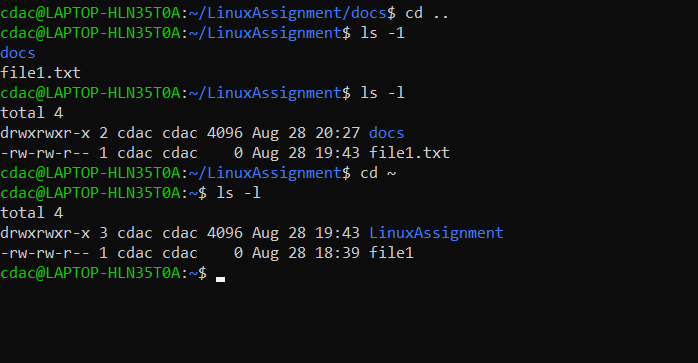 cdac@LAPTOP-HLN35T0A:~/LinuxAssignment/docs$ cd ..
cdac@LAPTOP-HLN35T0A:~/LinuxAssignment$ ls -1
docs
file1.txt
cdac@LAPTOP-HLN35T0A:~/LinuxAssignment$ ls -l
total 4
drwxrwxr-x 2 cdac cdac 4096 Aug 28 20:27 docs
-rw-rw-r-- 1 cdac cdac    0 Aug 28 19:43 file1.txt
cdac@LAPTOP-HLN35T0A:~/LinuxAssignment$ cd ~
cdac@LAPTOP-HLN35T0A:~$ ls -l
total 4
drwxrwxr-x 3 cdac cdac 4096 Aug 28 19:43 LinuxAssignment
-rw-rw-r-- 1 cdac cdac    0 Aug 28 18:39 file1
cdac@LAPTOP-HLN35T0A:~$